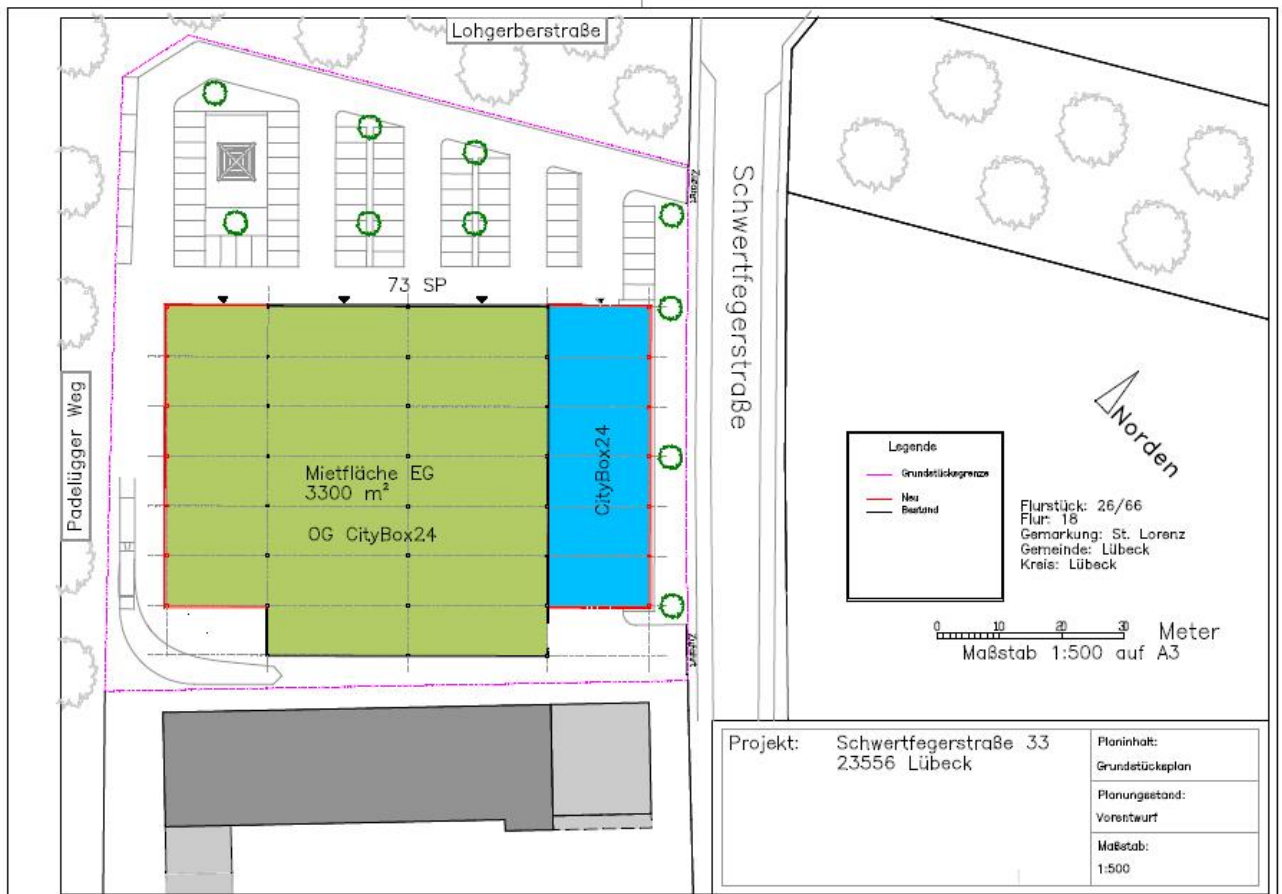 Lohgerberstraße
Zufahrt
Schwertfegerstraße
73 SP
Padelügger Weg
Mietfläche EG
3300 m²
OG CityBox24
CityBox24
Norden
Legende
Grundstücksgrenze
Neu
Bestand
Flurstück: 26/66
Flur: 18
Gemarkung: St. Lorenz
Gemeinde: Lübeck
Kreis: Lübeck
0 10 20 30 Meter
Maßstab 1:500 auf A3
Zufahrt
Projekt: Schwertfegerstraße 33
23556 Lübeck
Planinhalt:
Grundstücksplan
Planungsstand:
Vorentwurf
Maßstab:
1:500